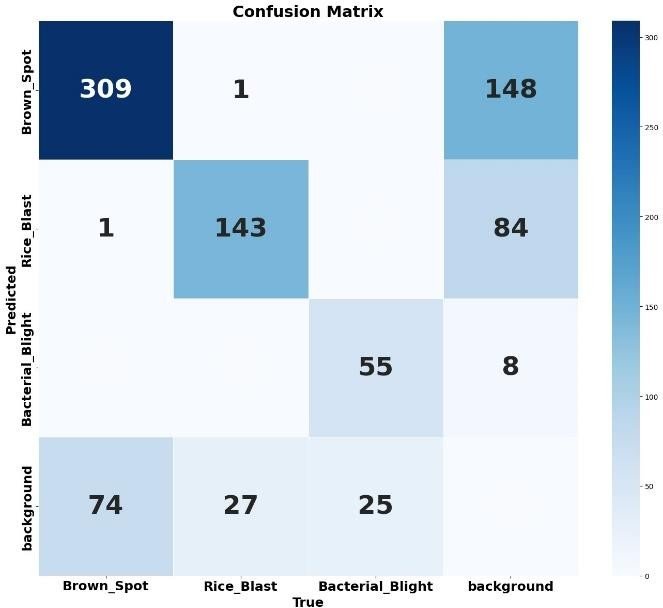 Confusion Matrix
Predicted
Brown_Spot
309
1
148
Rice_Blast
1
143
84
Bacterial_Blight
55
8
background
74
27
25
Brown_Spot
Rice_Blast
Bacterial_Blight
background
True
300
250
200
150
100
50
0